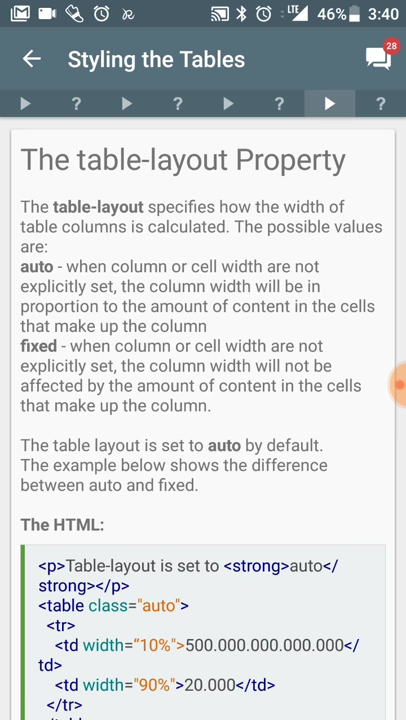 LTE 46% 3:40
Styling the Tables
28
? ? ? ?
The table-layout Property
The table-layout specifies how the width of
table columns is calculated. The possible values
are:
auto - when column or cell width are not
explicitly set, the column width will be in
proportion to the amount of content in the cells
that make up the column
fixed - when column or cell width are not
explicitly set, the column width will not be
affected by the amount of content in the cells
that make up the column.
The table layout is set to auto by default.
The example below shows the difference
between auto and fixed.
The HTML:
<p>Table-layout is set to <strong>auto</
strong></p>
<table class="auto">
<tr>
<td width="10%">500.000.000.000.000</
td>
<td width="90%">20.000</td>
</tr>